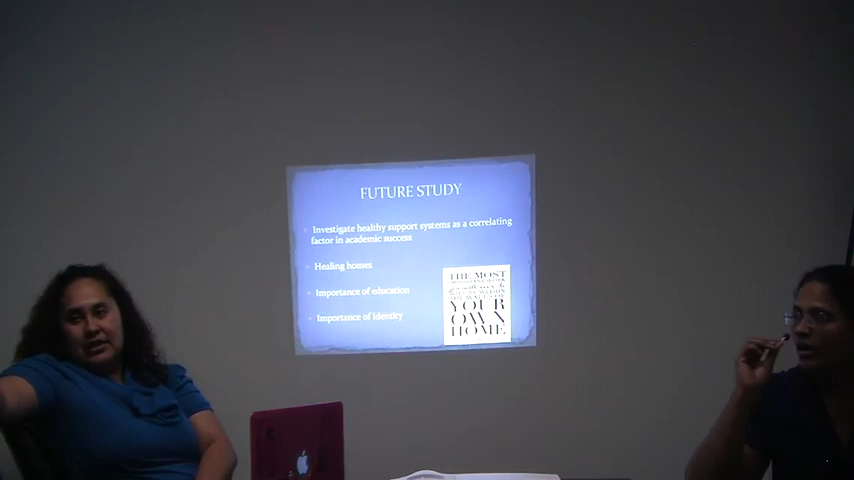 FUTURE STUDY
Investigate healthy support systems as a correlating
factor in academic success
Healing homes
Importance of education
Importance of Identity
THE MOST
YOUR
OWN
HOME